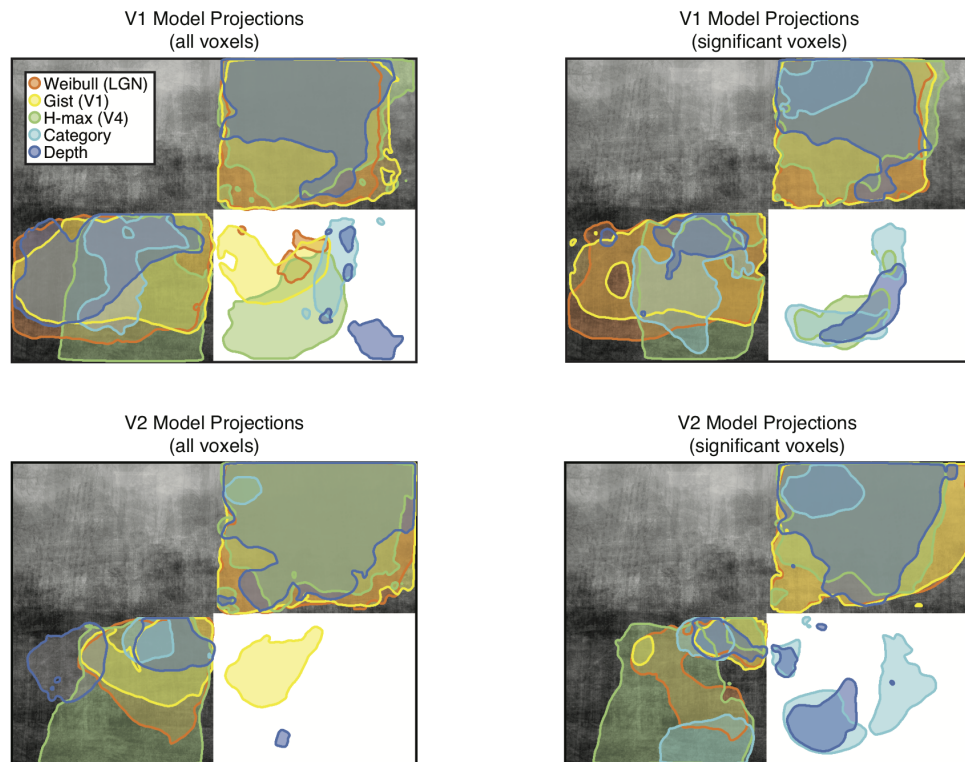 V1 Model Projections
(all voxels)
V1 Model Projections
(significant voxels)
Weibull (LGN)
Gist (V1)
H-max (V4)
Category
Depth
V2 Model Projections
(all voxels)
V2 Model Projections
(significant voxels)